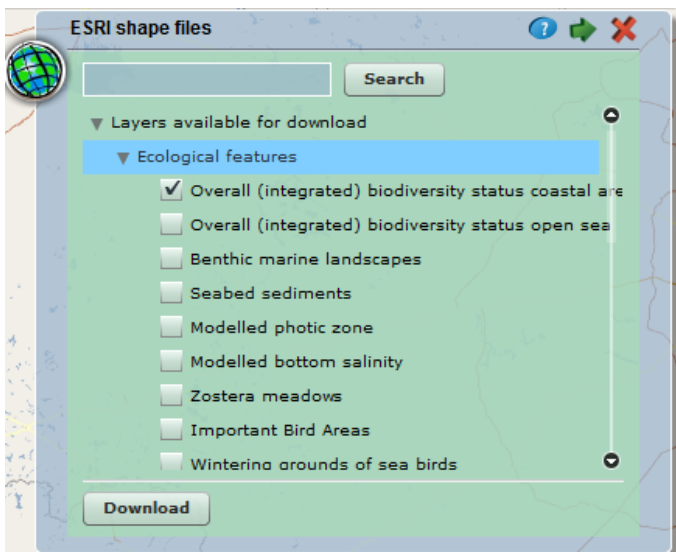 ESRI shape files
Search
Layers available for download
Ecological features
Overall (integrated) biodiversity status coastal are
Overall (integrated) biodiversity status open sea
Benthic marine landscapes
Seabed sediments
Modelled photic zone
Modelled bottom salinity
Zostera meadows
Important Bird Areas
Wintering grounds of sea birds
Download